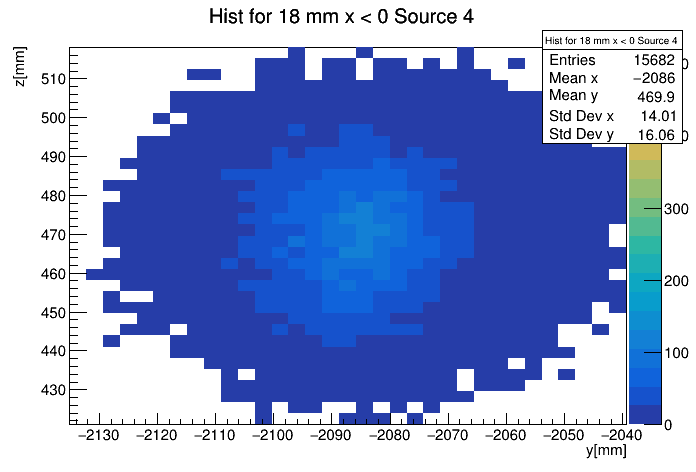 Hist for 18 mm x < 0 Source 4
Hist for 18 mm x < 0 Source 4
Entries 15682
Mean x −2086
Mean y 469.9
Std Dev x 14.01
Std Dev y 16.06
z[mm]
510
500
490
480
470
460
450
440
430
300
200
100
0
−2130 −2120 −2110 −2100 −2090 −2080 −2070 −2060 −2050 −2040
y[mm]